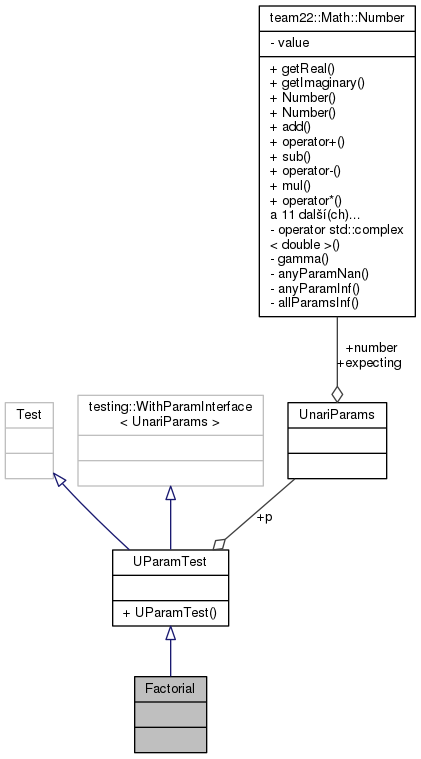 team22::Math::Number
- value
+ getReal()
+ getImaginary()
+ Number()
+ Number()
+ add()
+ operator+()
+ sub()
+ operator-()
+ mul()
+ operator*()
a 11 další(ch)...
- operator std::complex
< double >()
- gamma()
- anyParamNan()
- anyParamInf()
- allParamsInf()
+number
+expecting
Test
testing::WithParamInterface
< UnariParams >
UnariParams
+p
UParamTest
+ UParamTest()
Factorial